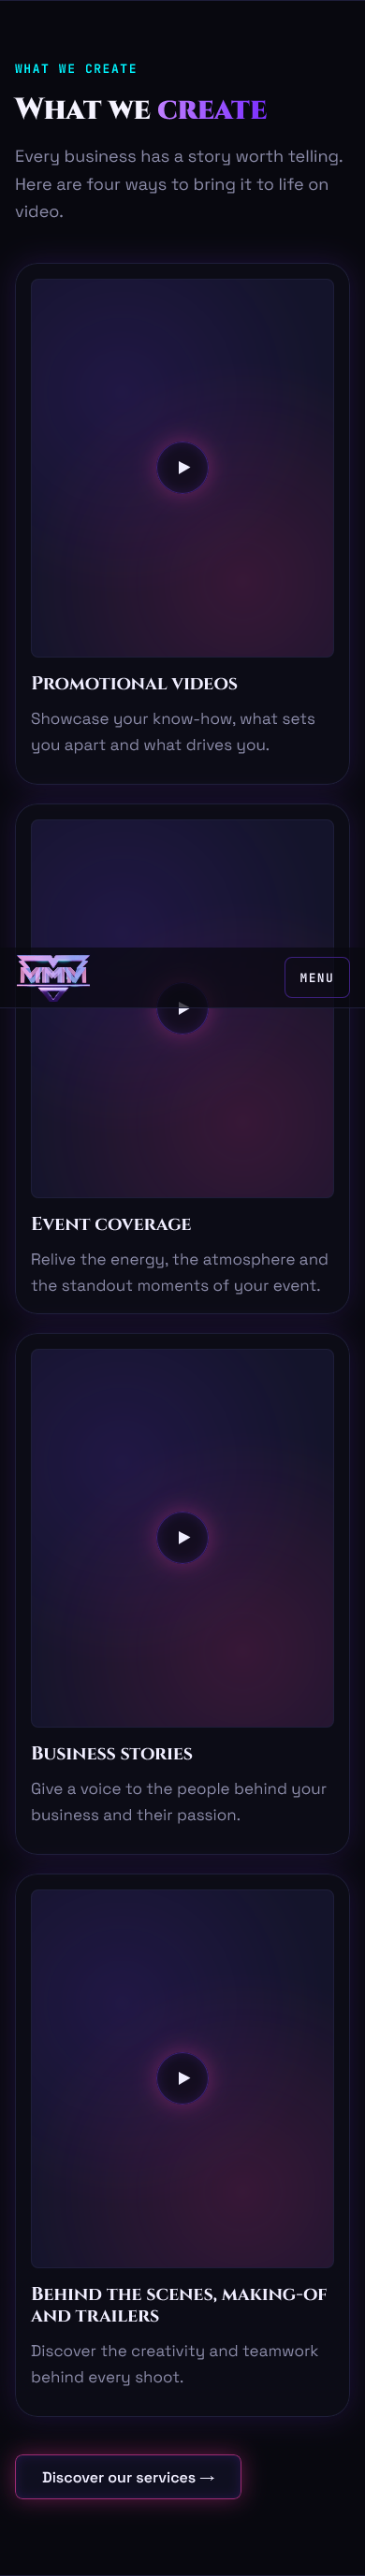 WHAT WE CREATE
What we create
Every business has a story worth telling.
Here are four ways to bring it to life on
video.
Promotional videos
Showcase your know-how, what sets
you apart and what drives you.
MMM
MENU
Event coverage
Relive the energy, the atmosphere and
the standout moments of your event.
Business stories
Give a voice to the people behind your
business and their passion.
Behind the scenes, making-of
and trailers
Discover the creativity and teamwork
behind every shoot.
Discover our services →